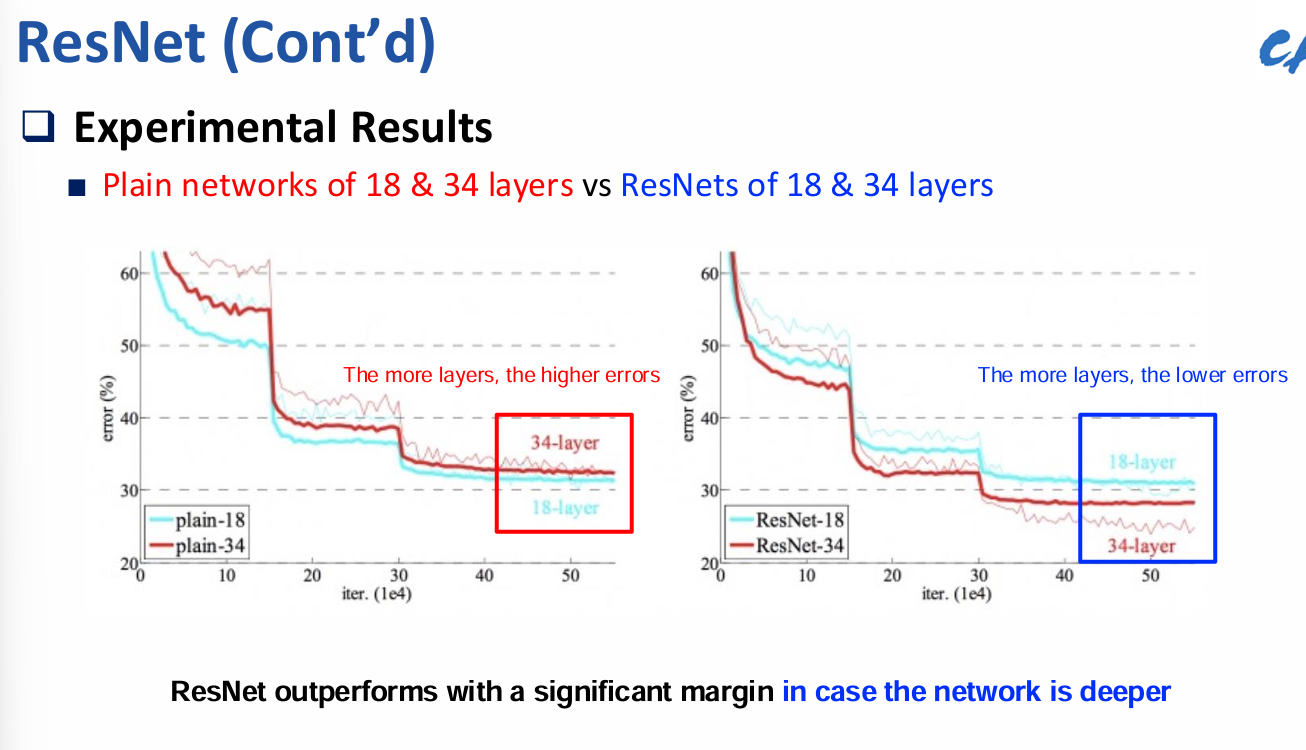 ResNet (Cont’d)
❑ Experimental Results
■ Plain networks of 18 & 34 layers vs ResNets of 18 & 34 layers
60
50
40
30
20
error (%)
0 10 20 30 40 50
iter. (1e4)
The more layers, the higher errors
34-layer
18-layer
plain-18
plain-34
60
50
40
30
20
error (%)
0 10 20 30 40 50
iter. (1e4)
The more layers, the lower errors
18-layer
34-layer
ResNet-18
ResNet-34
ResNet outperforms with a significant margin in case the network is deeper